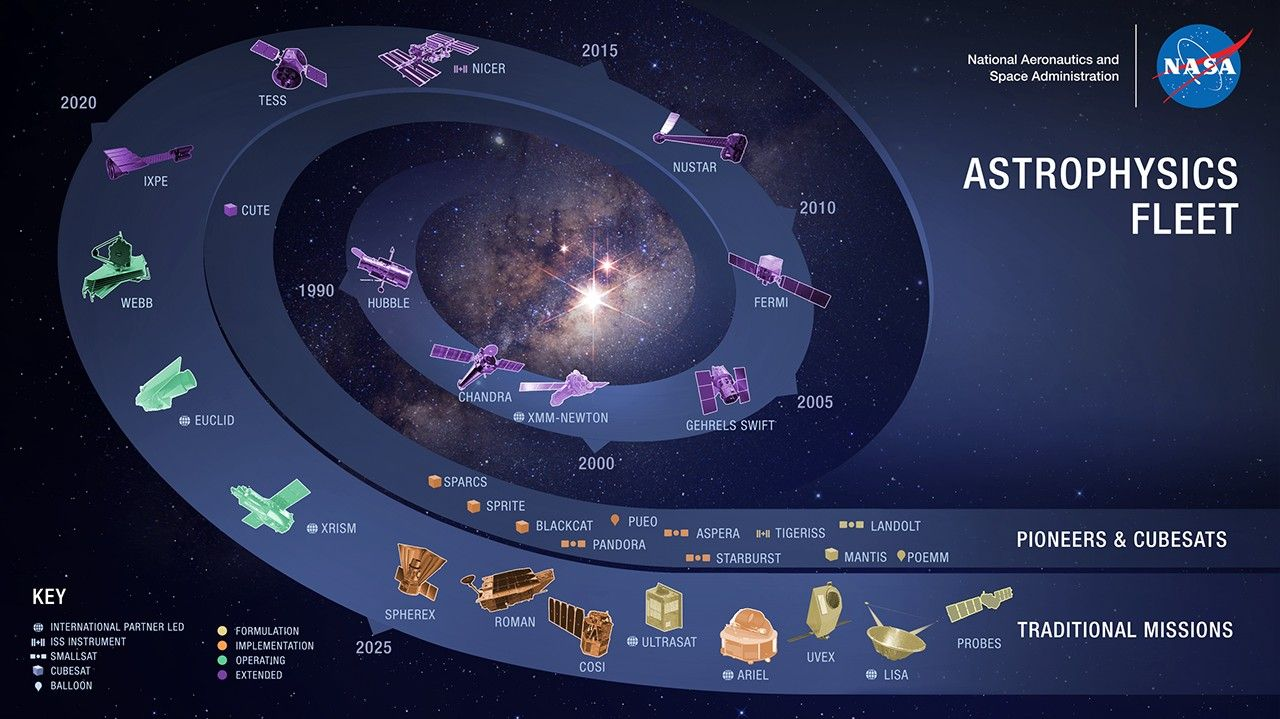 National Aeronautics and
Space Administration
NASA
ASTROPHYSICS
FLEET
2015
NICER
TESS
2020
NUSTAR
IXPE
2010
CUTE
WEBB
1990
HUBBLE
FERMI
CHANDRA
XMM-NEWTON
2005
GEHRELS SWIFT
EUCLID
2000
SPARCS
SPRITE
XRISM
BLACKCAT
PUEO
ASPERA
TIGERISS
LANDOLT
PANDORA
STARBURST
MANTIS
POEMM
PIONEERS & CUBESATS
SPHEREX
ROMAN
COSI
ULTRASAT
ARIEL
UVEX
LISA
PROBES
TRADITIONAL MISSIONS
2025
KEY
INTERNATIONAL PARTNER LED
ISS INSTRUMENT
SMALLSAT
CUBESAT
BALLOON
FORMULATION
IMPLEMENTATION
OPERATING
EXTENDED